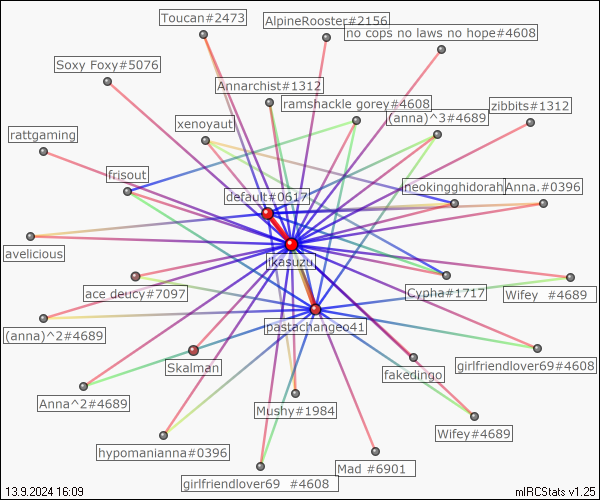 Toucan#2473
AlpineRooster#2156
no cops no laws no hope#4608
Soxy Foxy#5076
Annarchist#1312
ramshackle gorey#4608
zibbits#1312
(anna)^3#4689
xenoyaut
rattgaming
frisout
default#0617
neokingghidorah
Anna.#0396
avelicious
ikasuzu
ace deucy#7097
Cypha#1717
Wifey #4689
(anna)^2#4689
pastachangeo41
Skalman
fakedingo
girlfriendlover69#4608
Anna^2#4689
Mushy#1984
Wifey#4689
hypomanianna#0396
Mad #6901
girlfriendlover69 #4608
13.9.2024 16:09
mIRCStats v1.25